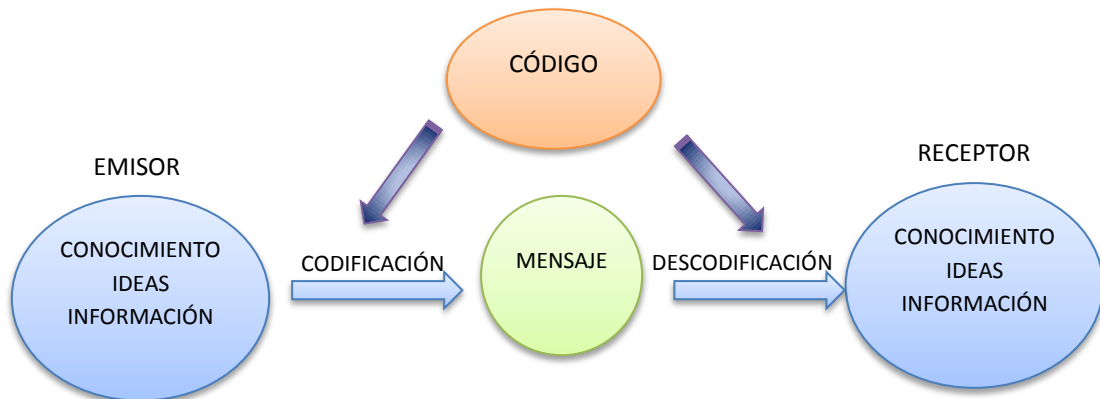 CÓDIGO
EMISOR
RECEPTOR
CONOCIMIENTO
IDEAS
INFORMACIÓN
CODIFICACIÓN
MENSAJE
DESCODIFICACIÓN
CONOCIMIENTO
IDEAS
INFORMACIÓN